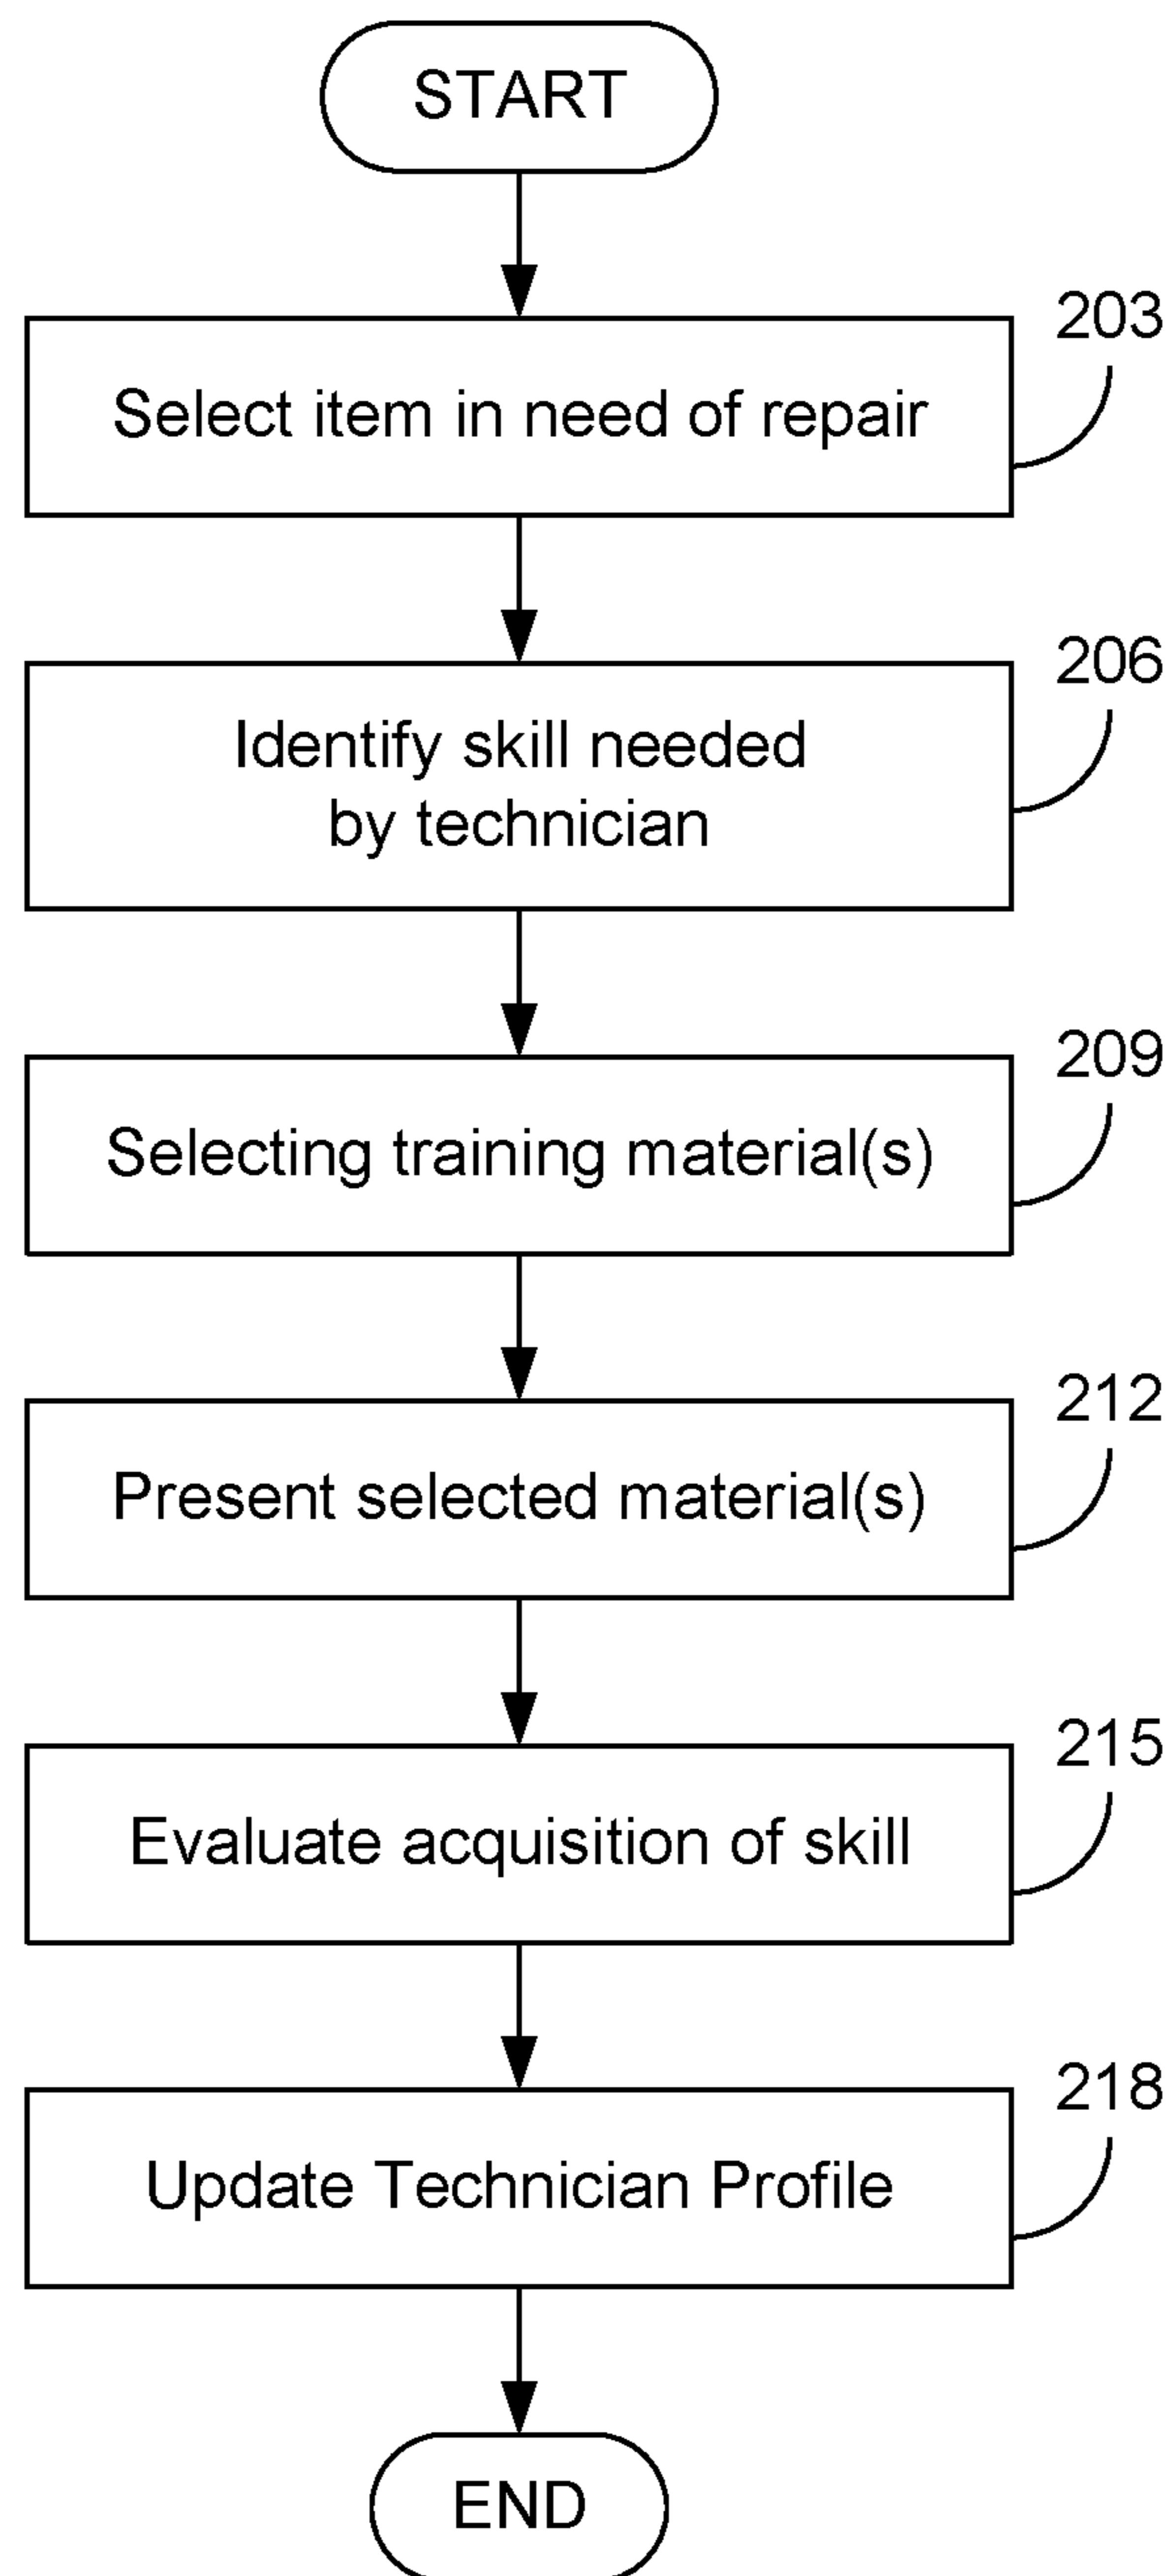 START
203
Select item in need of repair
206
Identify skill needed
by technician
209
Selecting training material(s)
212
Present selected material(s)
215
Evaluate acquisition of skill
218
Update Technician Profile
END